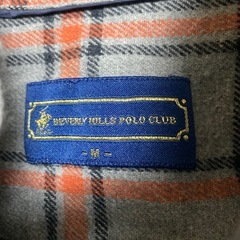 BEVERLY HILLS POLO CLUB
- M -